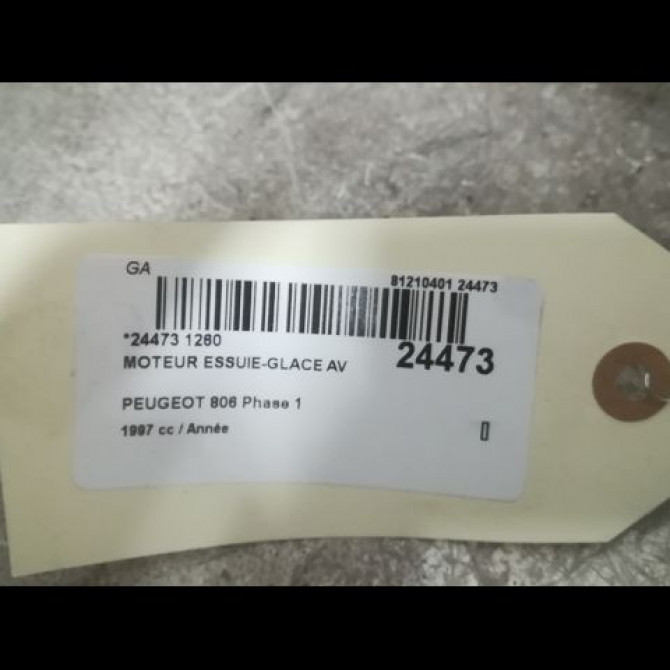 GA
81210401 24473
*24473 1280
24473
MOTEUR ESSUIE-GLACE AV
PEUGEOT 806 Phase 1
1997 cc / Année